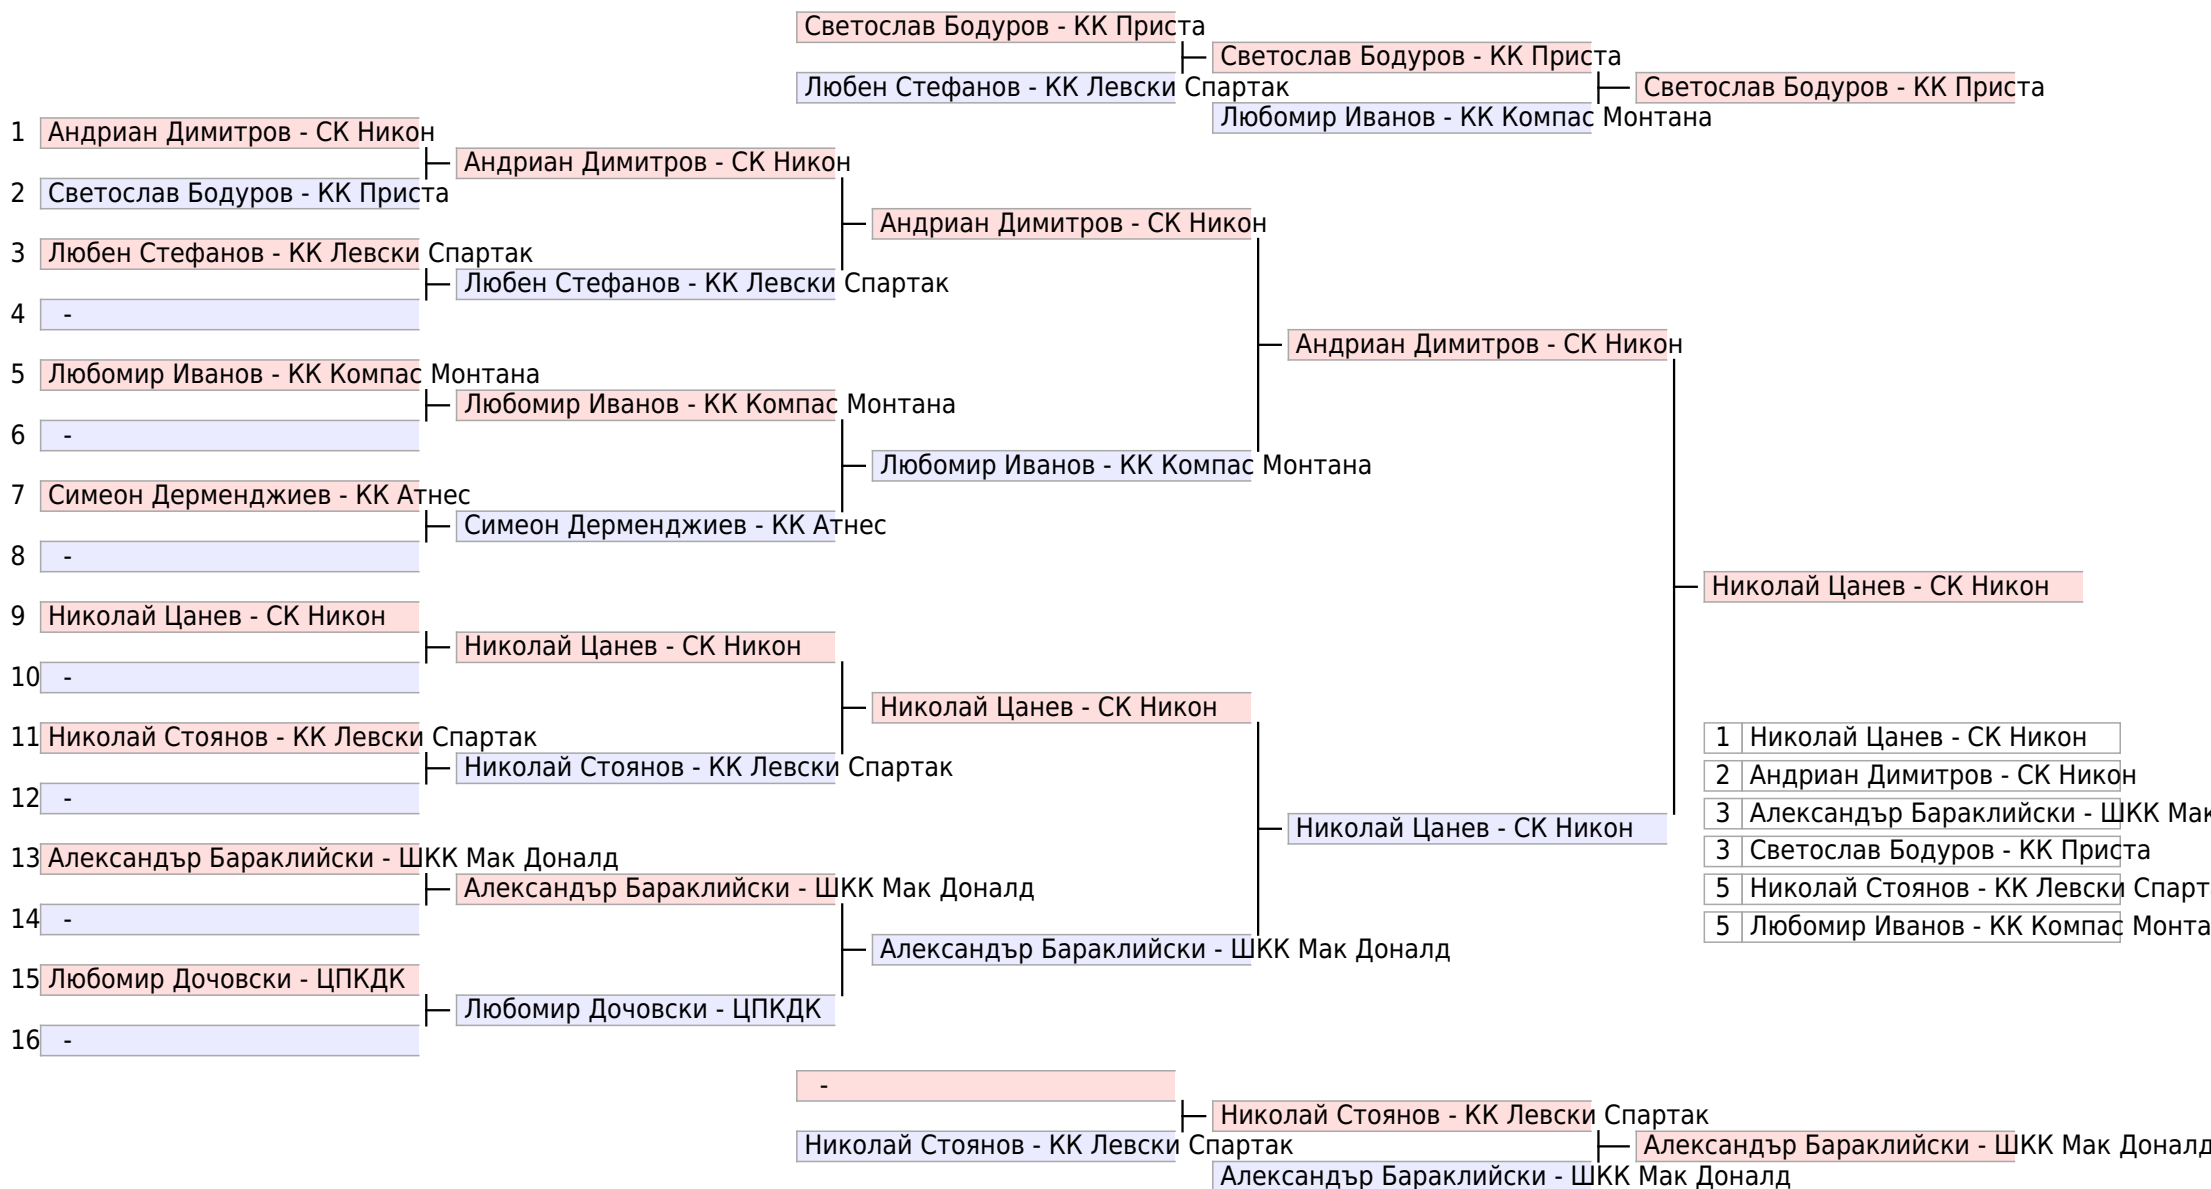 Светослав Бодуров - КК Приста
Светослав Бодуров - КК Приста
Любен Стефанов - КК Левски Спартак
Светослав Бодуров - КК Приста
Любомир Иванов - КК Компас Монтана
1 Андриан Димитров - СК Никон
Андриан Димитров - СК Никон
2 Светослав Бодуров - КК Приста
Андриан Димитров - СК Никон
3 Любен Стефанов - КК Левски Спартак
Любен Стефанов - КК Левски Спартак
4 -
Андриан Димитров - СК Никон
5 Любомир Иванов - КК Компас Монтана
Любомир Иванов - КК Компас Монтана
6 -
Любомир Иванов - КК Компас Монтана
7 Симеон Дерменджиев - КК Атнес
Симеон Дерменджиев - КК Атнес
8 -
Николай Цанев - СК Никон
9 Николай Цанев - СК Никон
Николай Цанев - СК Никон
10 -
Николай Цанев - СК Никон
11 Николай Стоянов - КК Левски Спартак
Николай Стоянов - КК Левски Спартак
12 -
Николай Цанев - СК Никон
13 Александър Бараклийски - ШКК Мак Доналд
Александър Бараклийски - ШКК Мак Доналд
14 -
Александър Бараклийски - ШКК Мак Доналд
15 Любомир Дочовски - ЦПКДК
Любомир Дочовски - ЦПКДК
16 -
1 Николай Цанев - СК Никон
2 Андриан Димитров - СК Никон
3 Александър Бараклийски - ШКК Мак
3 Светослав Бодуров - КК Приста
5 Николай Стоянов - КК Левски Спарт
5 Любомир Иванов - КК Компас Монта
-
Николай Стоянов - КК Левски Спартак
Николай Стоянов - КК Левски Спартак
Александър Бараклийски - ШКК Мак Доналд
Александър Бараклийски - ШКК Мак Доналд